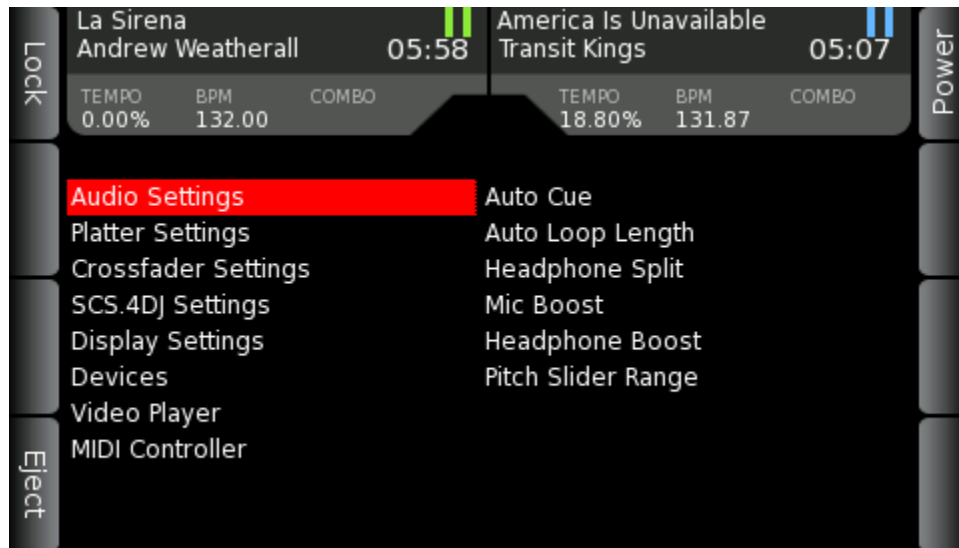 Lock
La Sirena
Andrew Weatherall 05:58
TEMPO BPM COMBO
0.00% 132.00
America Is Unavailable
Transit Kings 05:07
TEMPO BPM COMBO
18.80% 131.87
Power
Audio Settings
Platter Settings
Crossfader Settings
SCS.4DJ Settings
Display Settings
Devices
Video Player
MIDI Controller
Auto Cue
Auto Loop Length
Headphone Split
Mic Boost
Headphone Boost
Pitch Slider Range
Eject